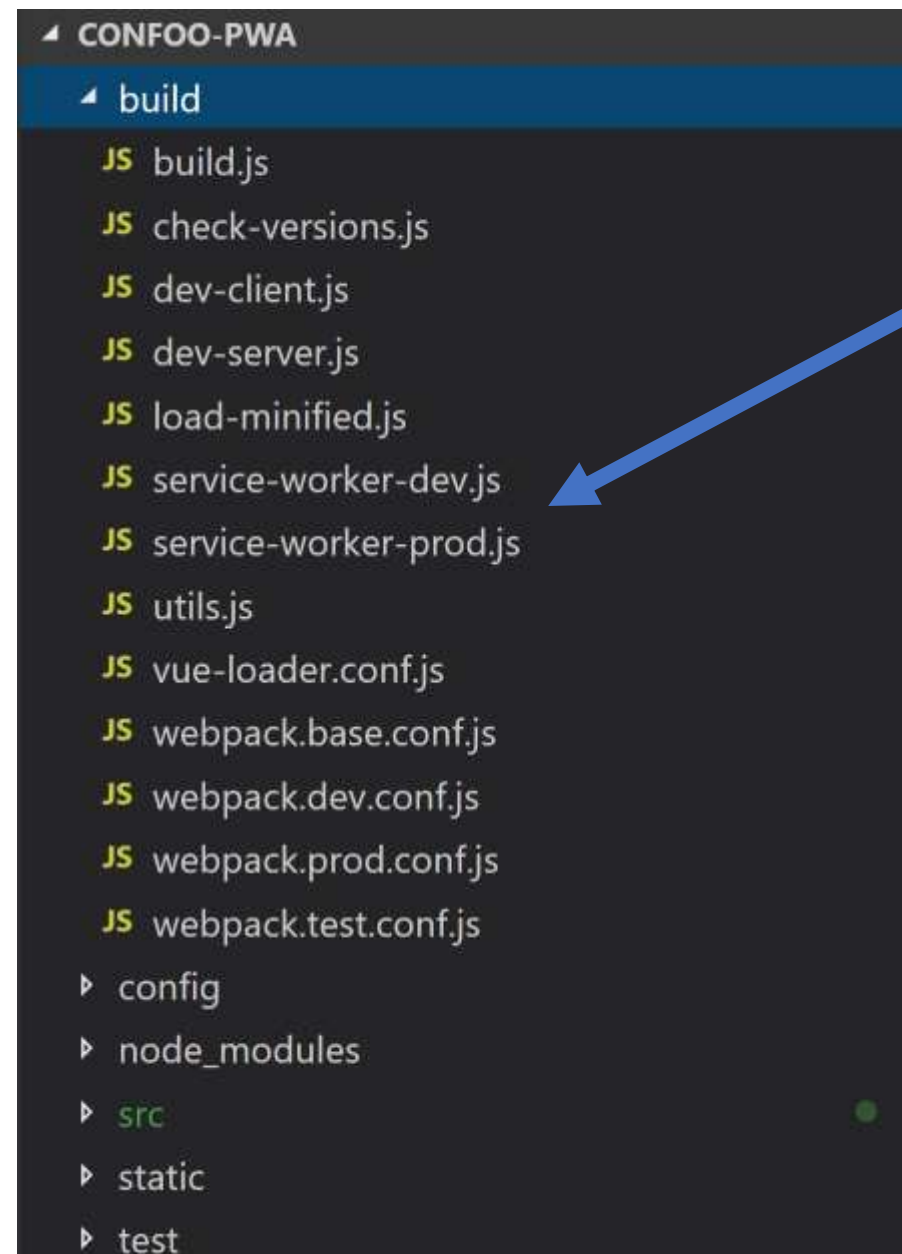 CONFOO-PWA
build
JS build.js
JS check-versions.js
JS dev-client.js
JS dev-server.js
JS load-minified.js
JS service-worker-dev.js
JS service-worker-prod.js
JS utils.js
JS vue-loader.conf.js
JS webpack.base.conf.js
JS webpack.dev.conf.js
JS webpack.prod.conf.js
JS webpack.test.conf.js
config
node_modules
src
static
test